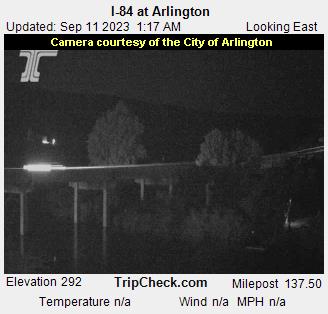 I-84 at Arlington
Updated: Sep 11 2023 1:17 AM Looking East
Camera courtesy of the City of Arlington
Elevation 292 TripCheck.com Milepost 137.50
Temperature n/a Wind n/a MPH n/a